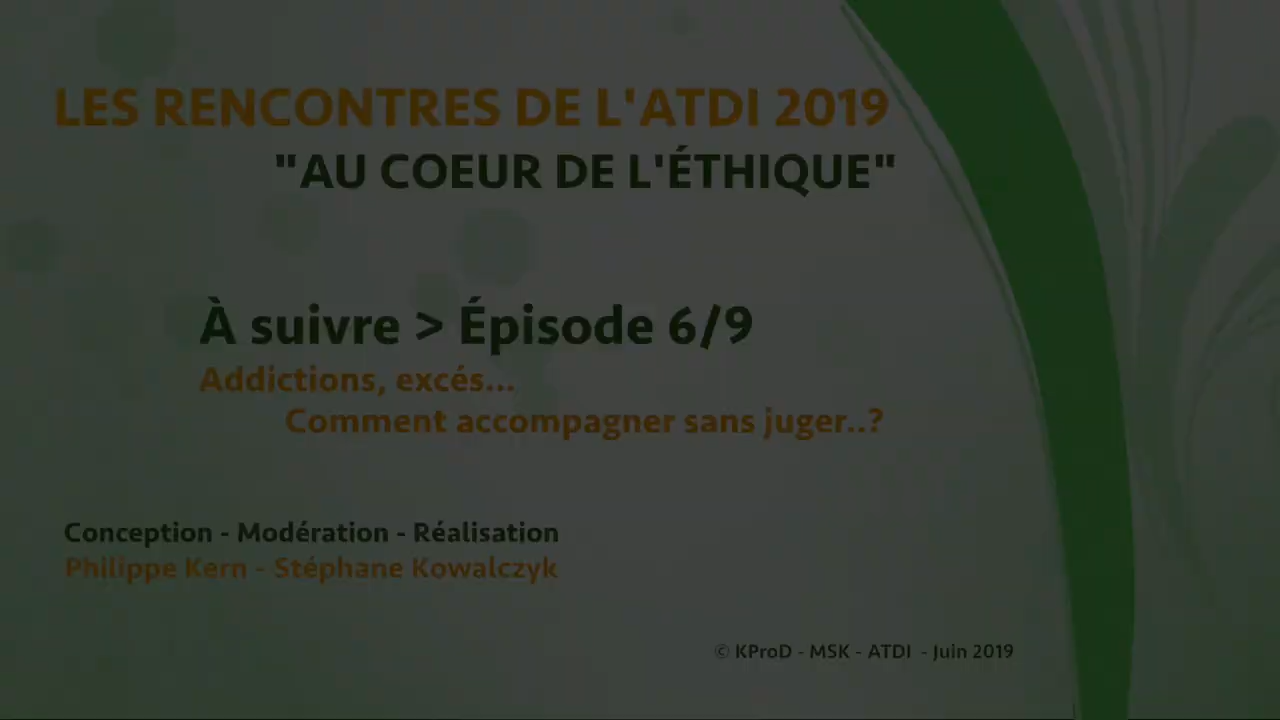 LES RENCONTRES DE L'ATDI 2019
"AU COEUR DE L'ÉTHIQUE"
À suivre > Épisode 6/9
Addictions, excés...
Comment accompagner sans juger..?
Conception - Modération - Réalisation
Philippe Kern - Stéphane Kowalczyk
© KProD - MSK - ATDI - Juin 2019